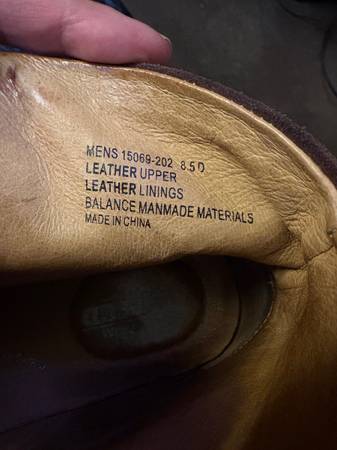 MENS 15069-202 8.5 D
LEATHER UPPER
LEATHER LININGS
BALANCE MANMADE MATERIALS
MADE IN CHINA